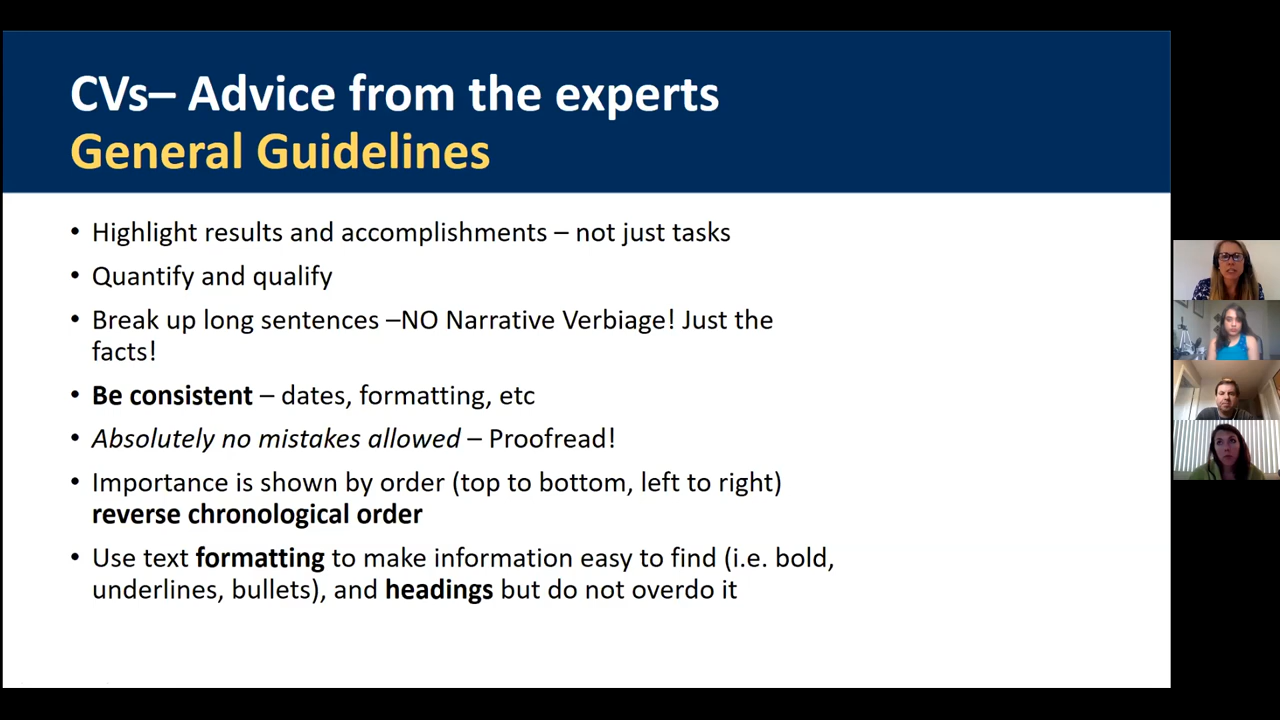 CVs– Advice from the experts
General Guidelines
• Highlight results and accomplishments – not just tasks
• Quantify and qualify
• Break up long sentences –NO Narrative Verbiage! Just the
facts!
• Be consistent – dates, formatting, etc
• Absolutely no mistakes allowed – Proofread!
• Importance is shown by order (top to bottom, left to right)
reverse chronological order
• Use text formatting to make information easy to find (i.e. bold,
underlines, bullets), and headings but do not overdo it